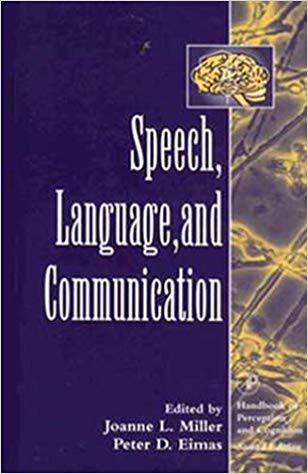 Speech,
Language, and
Communication
Edited by
Joanne L. Miller
Peter D. Eimas
Handbook of
Perception
and Cognition